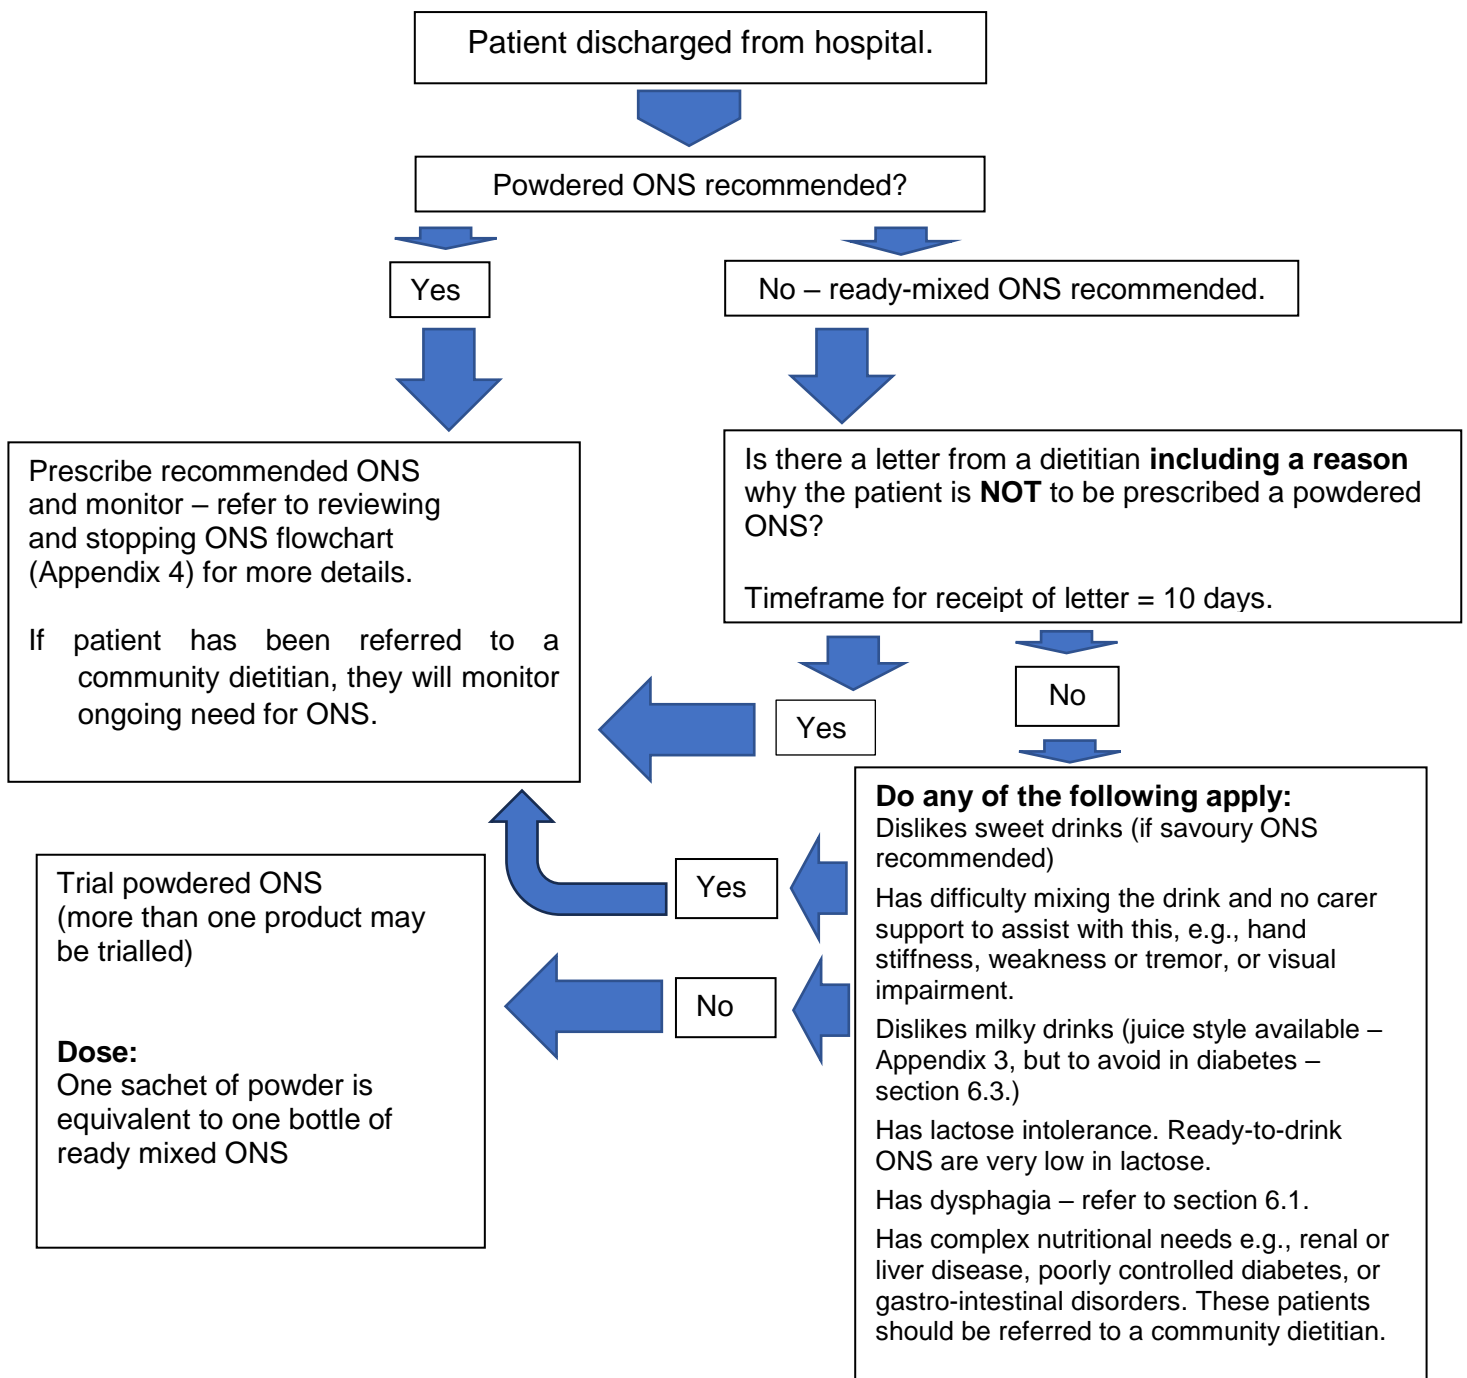 Patient discharged from hospital.
Powdered ONS recommended?
Yes
No – ready-mixed ONS recommended.
Prescribe recommended ONS
and monitor – refer to reviewing
and stopping ONS flowchart
(Appendix 4) for more details.
If patient has been referred to a
community dietitian, they will monitor
ongoing need for ONS.
Is there a letter from a dietitian including a reason
why the patient is NOT to be prescribed a powdered
ONS?
Timeframe for receipt of letter = 10 days.
Yes
No
Do any of the following apply:
Dislikes sweet drinks (if savoury ONS
recommended)
Has difficulty mixing the drink and no carer
support to assist with this, e.g., hand
stiffness, weakness or tremor, or visual
impairment.
Dislikes milky drinks (juice style available –
Appendix 3, but to avoid in diabetes –
section 6.3.)
Has lactose intolerance. Ready-to-drink
ONS are very low in lactose.
Has dysphagia – refer to section 6.1.
Has complex nutritional needs e.g., renal or
liver disease, poorly controlled diabetes, or
gastro-intestinal disorders. These patients
should be referred to a community dietitian.
Yes
No
Trial powdered ONS
(more than one product may
be trialled)
Dose:
One sachet of powder is
equivalent to one bottle of
ready mixed ONS